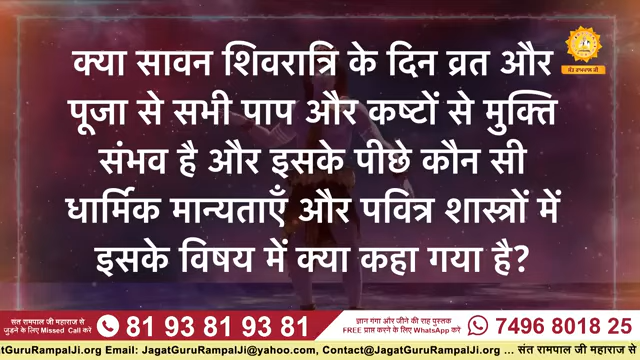 क्या सावन शिवरात्रि के दिन व्रत और
पूजा से सभी पाप और कष्टों से मुक्ति
संभव है और इसके पीछे कौन सी
धार्मिक मान्यताएँ और पवित्र शास्त्रों में
इसके विषय में क्या कहा गया है?
संत रामपाल जी महाराज से
जुड़ने के लिए Missed Call करें
81 93 81 93 81
ज्ञान गंगा और जीने की राह पुस्तक
FREE प्राप्त करने के लिए WhatsApp करें
7496 8018 25
tGuruRampalJi.org Email: JagatGuruRampalJi@yahoo.com, Contact@JagatGuruRampalJi.org ... संत रामपाल जी महाराज से